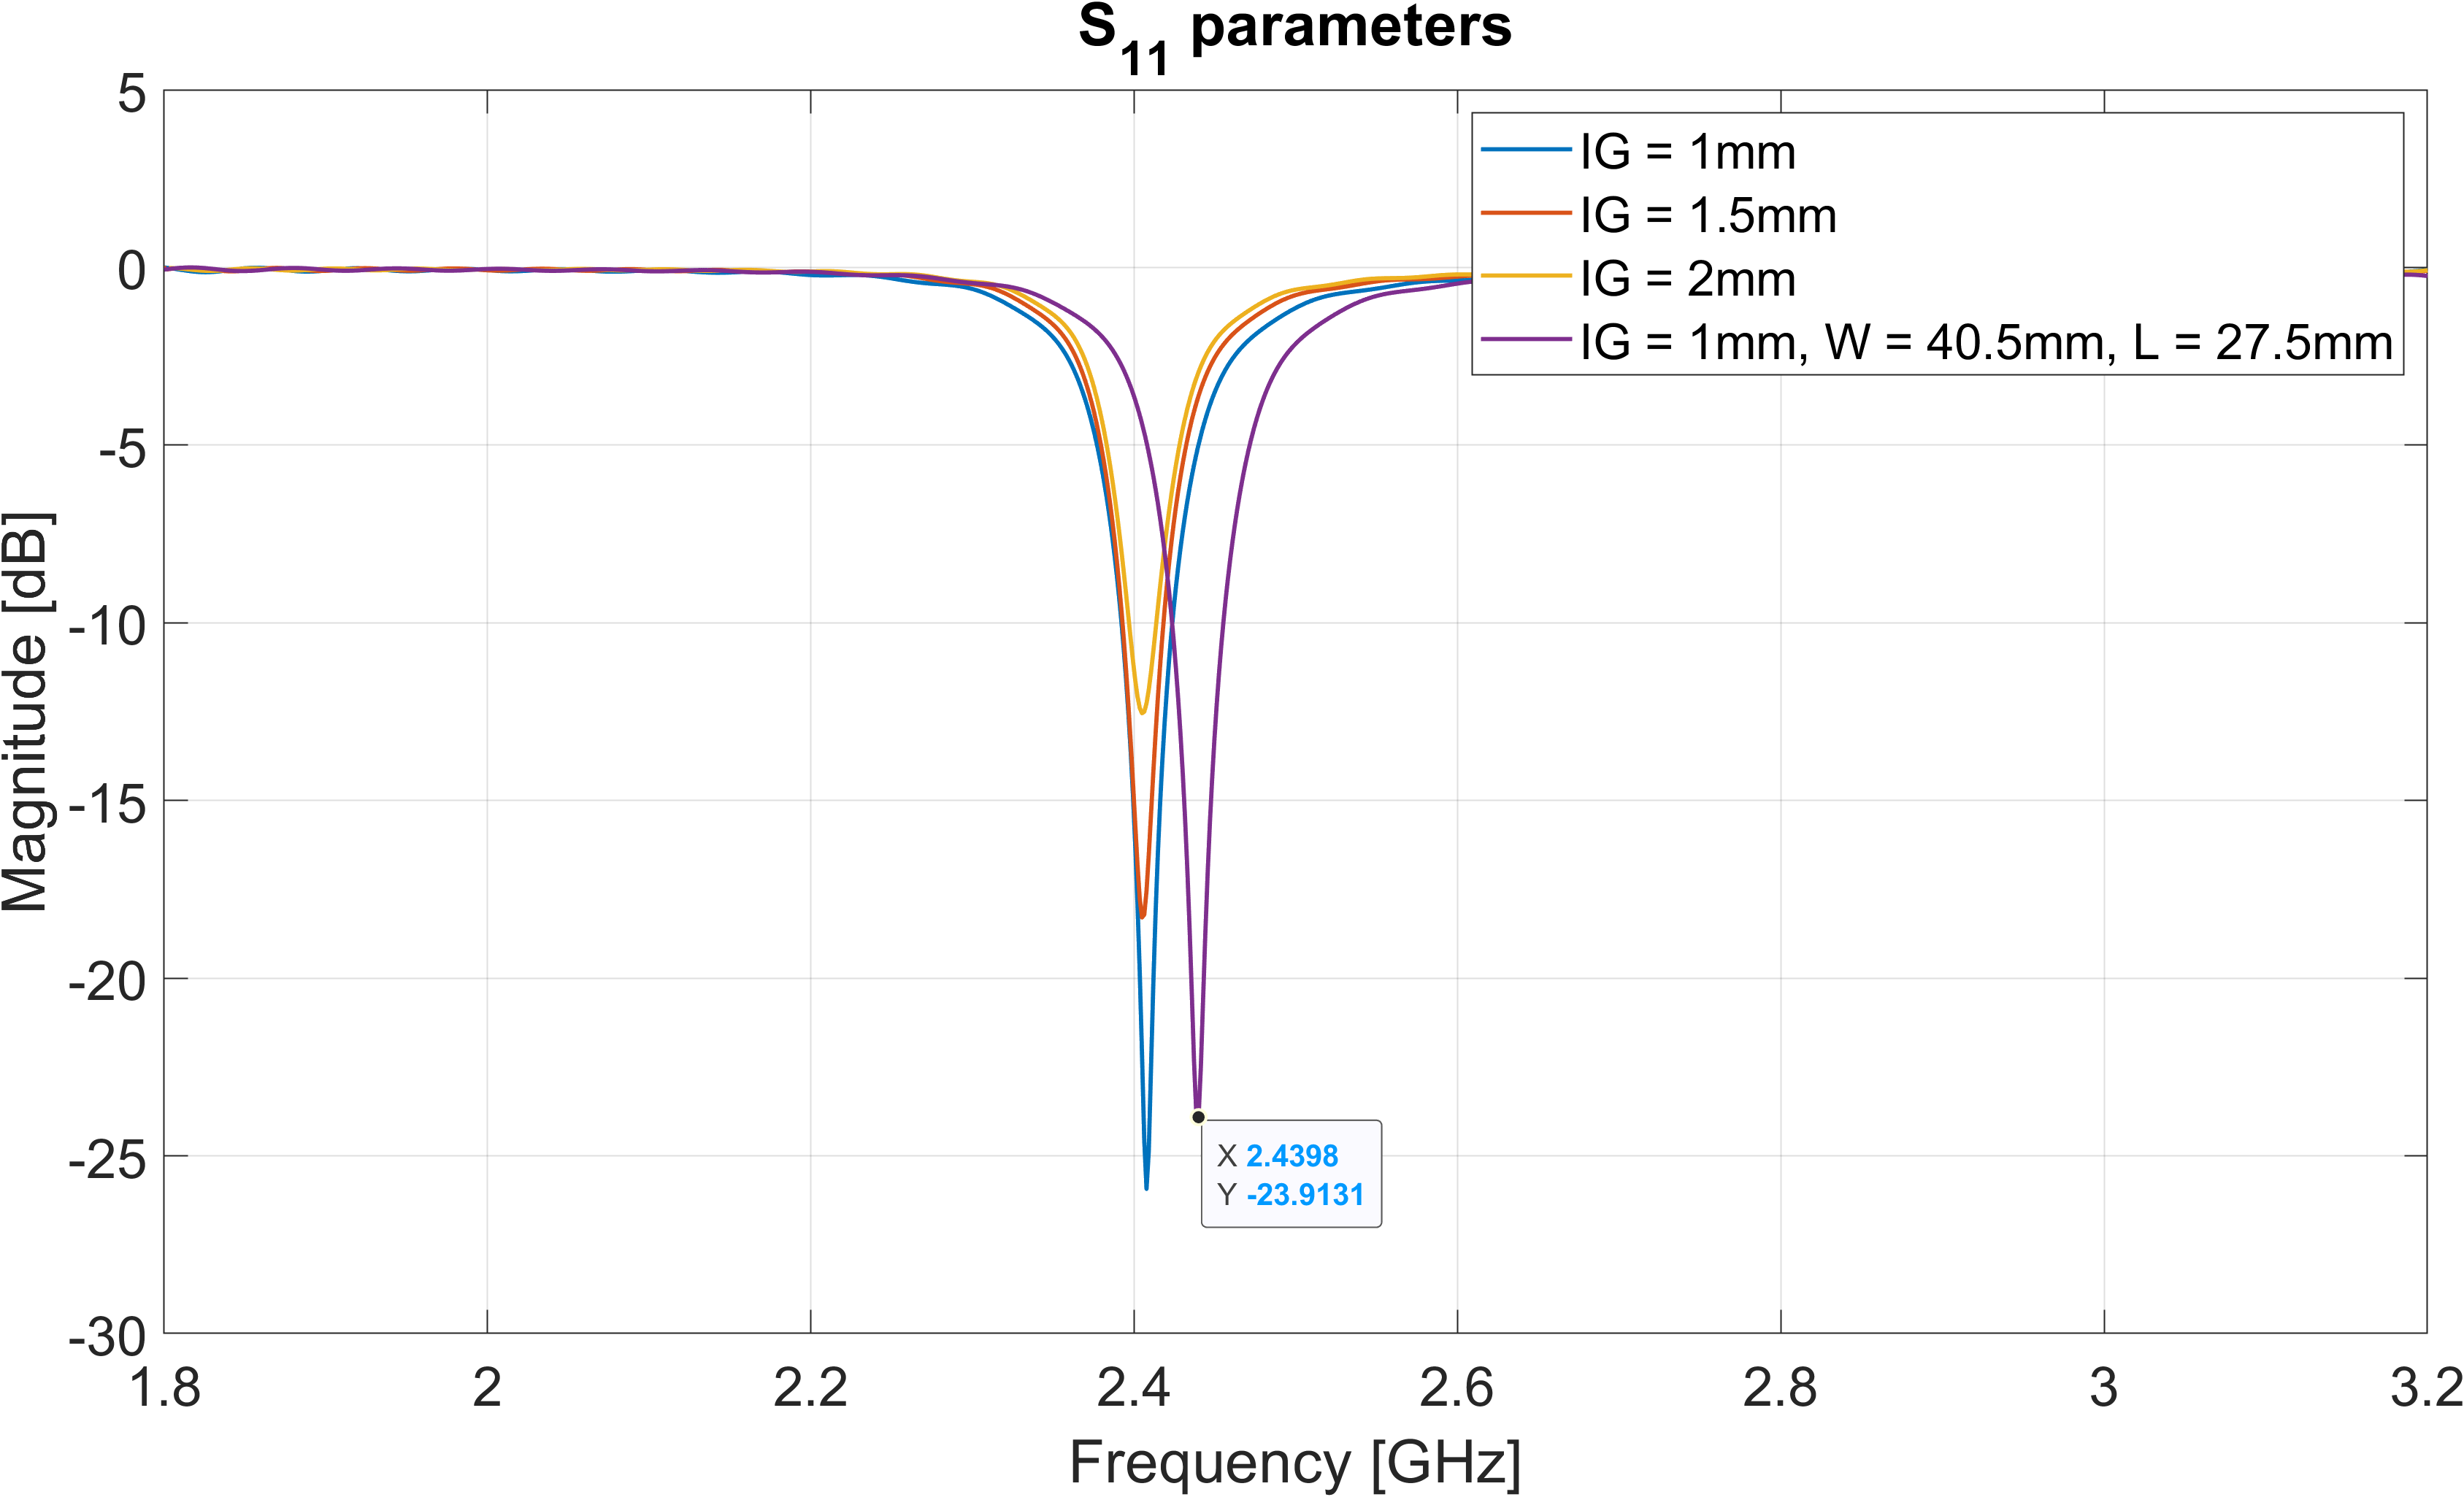 S11 parameters
5
0
-5
-10
-15
-20
-25
-30
Magnitude [dB]
IG = 1mm
IG = 1.5mm
IG = 2mm
IG = 1mm, W = 40.5mm, L = 27.5mm
X 2.4398
Y -23.9131
1.8 2 2.2 2.4 2.6 2.8 3 3.2
Frequency [GHz]